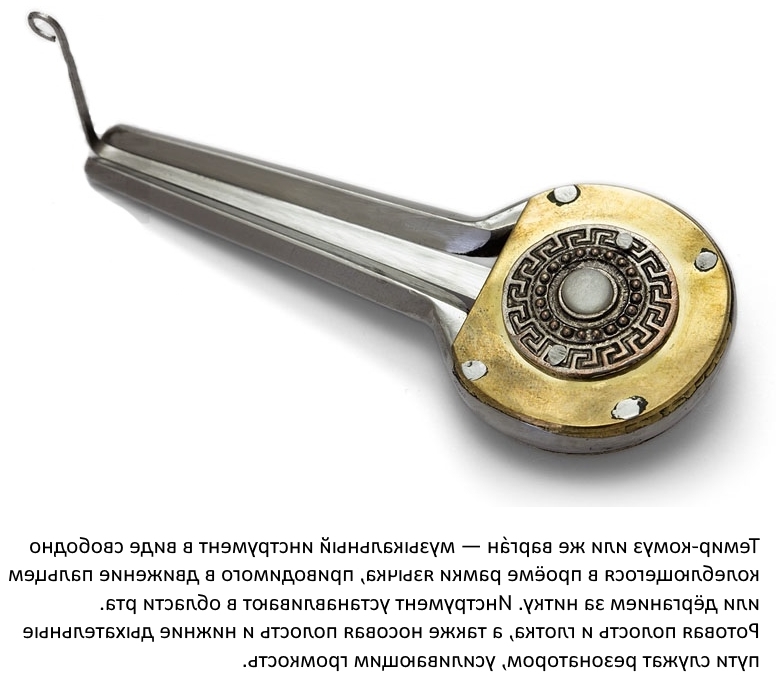 Темир-комуз или же варга́н — музыкальный инструмент в виде свободно
колеблющегося в проёме рамки язычка, приводимого в движение пальцем
или дёрганием за нитку. Инструмент устанавливают в области рта.
Ротовая полость и глотка, а также носовая полость и нижние дыхательные
пути служат резонатором, усиливающим громкость.